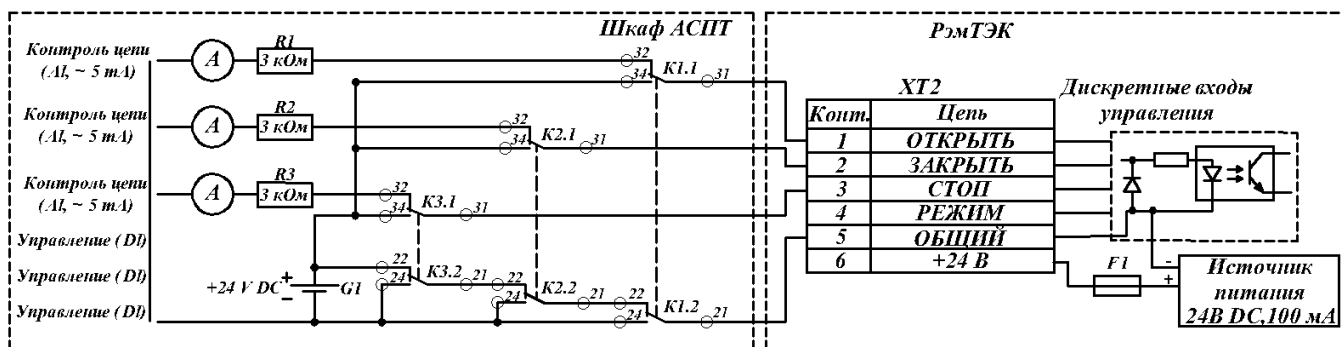 Шкаф АСПТ
РэмТЭК
Контроль цепи
(AI, ~ 5 mA)
A
R1
3 кОм
32
34
K1.1
31
Контроль цепи
(AI, ~ 5 mA)
A
R2
3 кОм
32
34
K2.1
31
Контроль цепи
(AI, ~ 5 mA)
A
R3
3 кОм
32
34
K3.1
31
Управление (DI)
Управление (DI)
Управление (DI)
+24 V DC
+
−
G1
22
24
K3.2
21
22
24
K2.2
21
22
24
K1.2
21
XT2
Конт. Цепь
1 ОТКРЫТЬ
2 ЗАКРЫТЬ
3 СТОП
4 РЕЖИМ
5 ОБЩИЙ
6 +24 В
Дискретные входы
управления
F1
-
+
Источник
питания
24В DC,100 мА